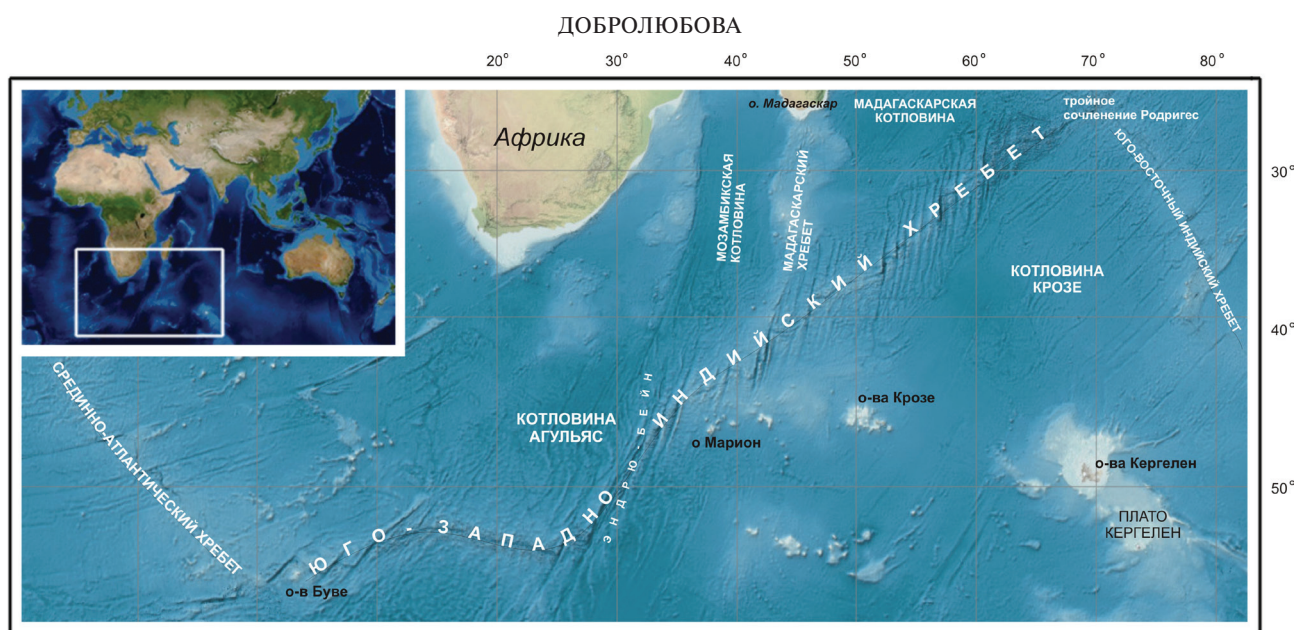 ДОБРОЛЮБОВА
20° 30° 40° 50° 60° 70° 80°
Африка
о. Мадагаскар
МАДАГАСКАРСКАЯ
КОТЛОВИНА
тройное
сочленение Родригес
ЮГО-ВОСТОЧНЫЙ ИНДИЙСКИЙ ХРЕБЕТ
30°
МОЗАМБИКСКАЯ
КОТЛОВИНА
МАДАГАСКАРСКИЙ
ХРЕБЕТ
КОТЛОВИНА
КРОЗЕ
40°
СРЕДИННО-АТЛАНТИЧЕСКИЙ ХРЕБЕТ
КОТЛОВИНА
АГУЛЬЯС
ЭНДРЮ-БЕЙН
ЮГО-ЗАПАДНО ИНДИЙСКИЙ ХРЕБЕТ
о Марион
о-ва Крозе
о-ва Кергелен
50°
ПЛАТО
КЕРГЕЛЕН
о-в Буве